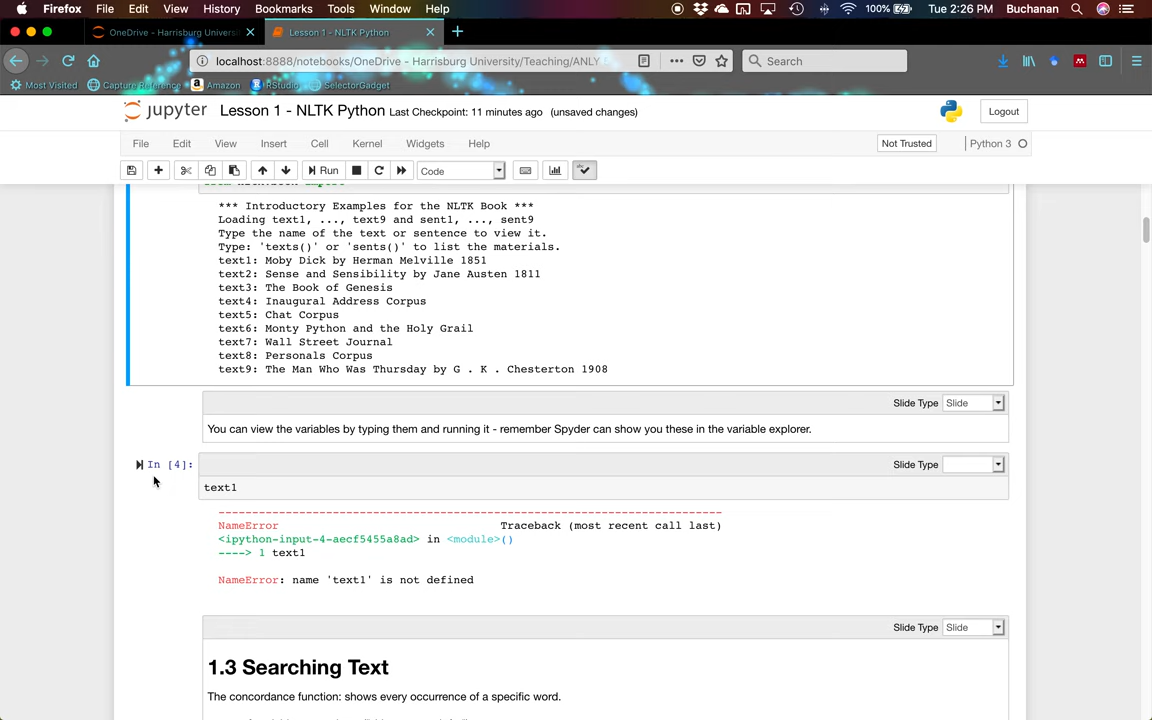 Firefox File Edit View History Bookmarks Tools Window Help 100% Tue 2:26 PM Buchanan
OneDrive - Harrisburg Universi Lesson 1 - NLTK Python
localhost:8888/notebooks/OneDrive - Harrisburg University/Teaching/ANLY Search
Most Visited Capture Reference Amazon RStudio SelectorGadget
jupyter Lesson 1 - NLTK Python Last Checkpoint: 11 minutes ago (unsaved changes) Logout
File Edit View Insert Cell Kernel Widgets Help Not Trusted Python 3
Run Code
*** Introductory Examples for the NLTK Book ***
Loading text1, ..., text9 and sent1, ..., sent9
Type the name of the text or sentence to view it.
Type: 'texts()' or 'sents()' to list the materials.
text1: Moby Dick by Herman Melville 1851
text2: Sense and Sensibility by Jane Austen 1811
text3: The Book of Genesis
text4: Inaugural Address Corpus
text5: Chat Corpus
text6: Monty Python and the Holy Grail
text7: Wall Street Journal
text8: Personals Corpus
text9: The Man Who Was Thursday by G . K . Chesterton 1908
Slide Type Slide
You can view the variables by typing them and running it - remember Spyder can show you these in the variable explorer.
In [4]: Slide Type
text1
---------------------------------------------------------------------------
NameError Traceback (most recent call last)
<ipython-input-4-aecf5455a8ad> in <module>()
----> 1 text1
NameError: name 'text1' is not defined
Slide Type Slide
1.3 Searching Text
The concordance function: shows every occurrence of a specific word.